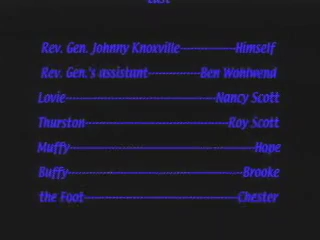 Rev. Gen. Johnny Knoxville---------------Himself
Rev. Gen.'s assistant---------------Ben Wohlwend
Lovie-------------------------------------------Nancy Scott
Thurston-----------------------------------------Roy Scott
Muffy-----------------------------------------------------Hope
Buffy--------------------------------------------------Brooke
the Foot----------------------------------------------Chester